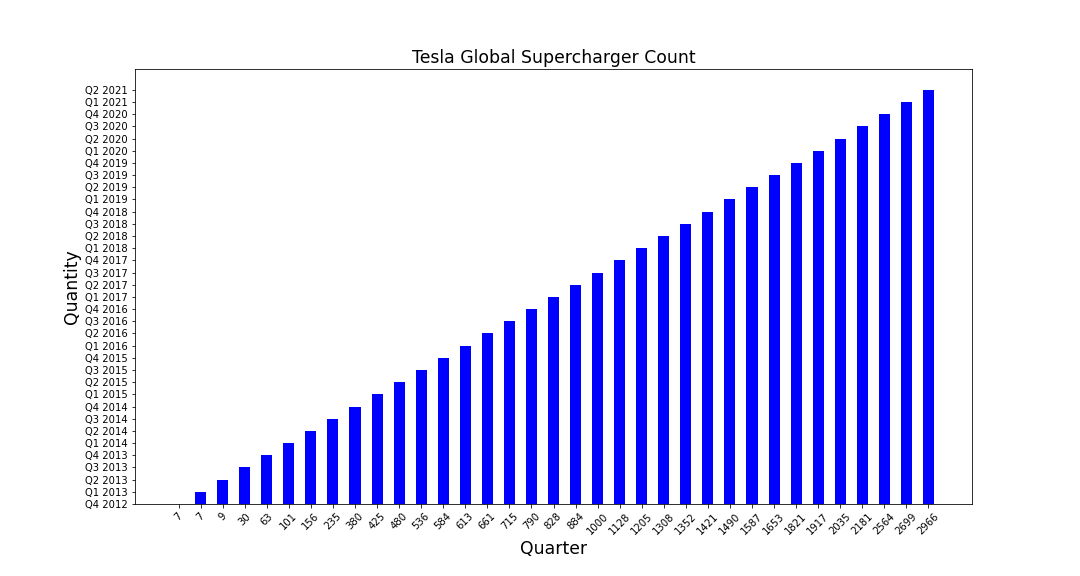 Tesla Global Supercharger Count
Quantity
Q2 2021
Q1 2021
Q4 2020
Q3 2020
Q2 2020
Q1 2020
Q4 2019
Q3 2019
Q2 2019
Q1 2019
Q4 2018
Q3 2018
Q2 2018
Q1 2018
Q4 2017
Q3 2017
Q2 2017
Q1 2017
Q4 2016
Q3 2016
Q2 2016
Q1 2016
Q4 2015
Q3 2015
Q2 2015
Q1 2015
Q4 2014
Q3 2014
Q2 2014
Q1 2014
Q4 2013
Q3 2013
Q2 2013
Q1 2013
Q4 2012
7 7 9 30 63 101 156 235 380 425 480 536 584 613 661 715 790 828 884 1000 1128 1205 1308 1352 1421 1490 1587 1653 1821 1917 2035 2181 2564 2699 2966
Quarter